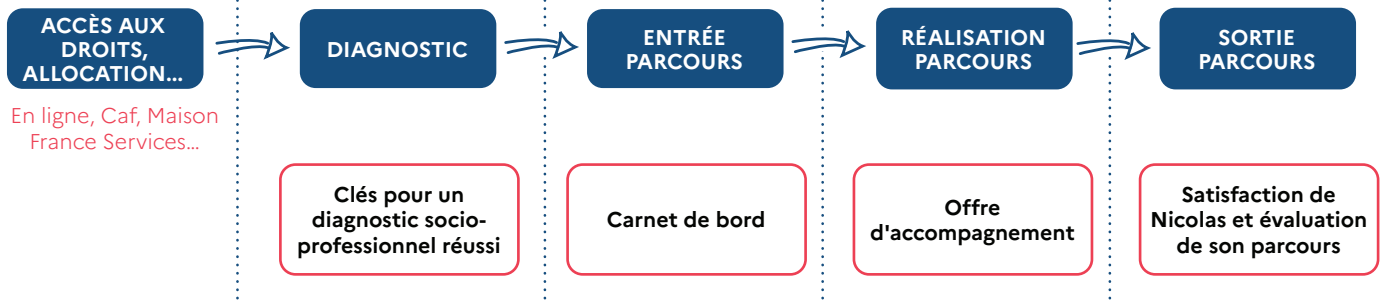 ACCÈS AUX
DROITS,
ALLOCATION...
DIAGNOSTIC
ENTRÉE
PARCOURS
RÉALISATION
PARCOURS
SORTIE
PARCOURS
En ligne, Caf, Maison
France Services...
Clés pour un
diagnostic socio-
professionnel réussi
Carnet de bord
Offre
d'accompagnement
Satisfaction de
Nicolas et évaluation
de son parcours